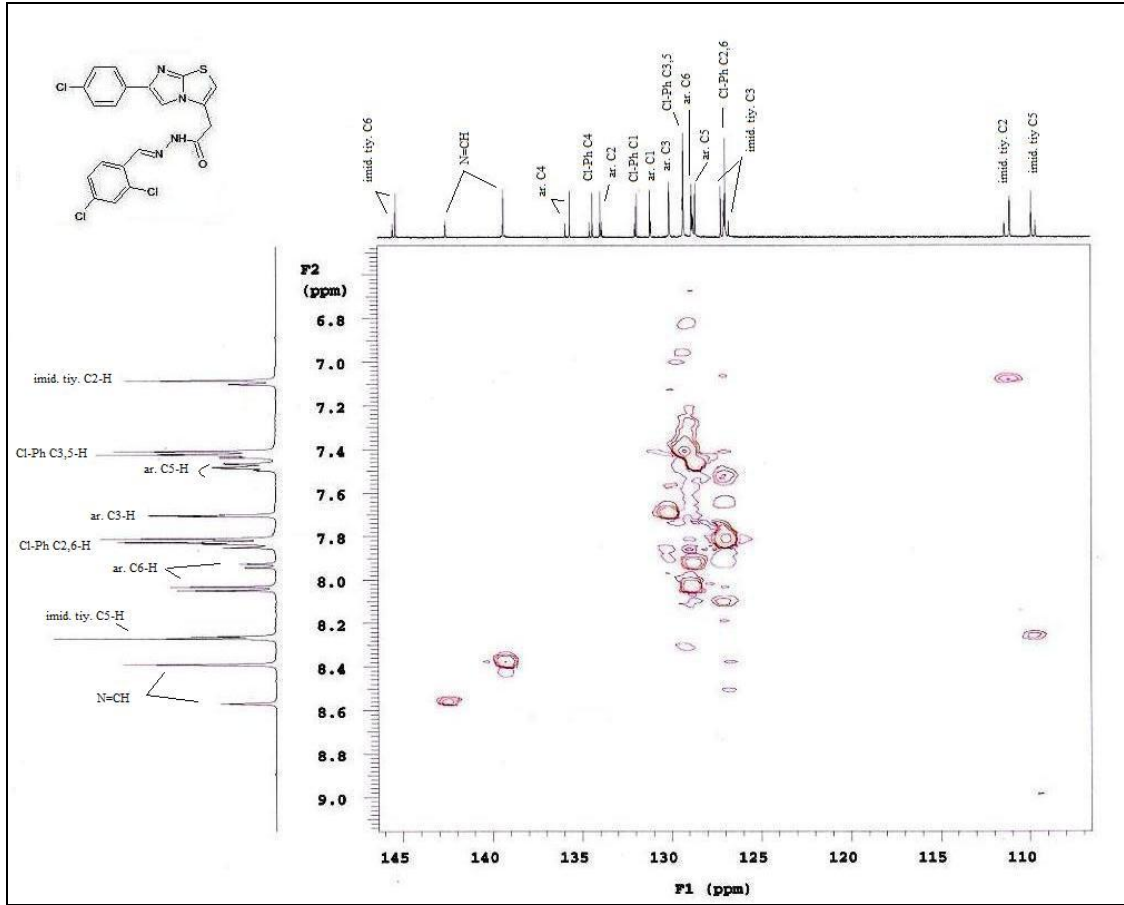 Cl
N
S
N
NH
N
O
Cl
Cl
imid. tiy. C6
N=CH
ar. C4
Cl-Ph C4
ar. C2
Cl-Ph C1
ar. C1
ar. C3
Cl-Ph C3,5
ar. C6
ar. C5
Cl-Ph C2,6
imid. tiy. C3
imid. tiy. C2
imid. tiy C5
F2
(ppm)
6.8
7.0
7.2
7.4
7.6
7.8
8.0
8.2
8.4
8.6
8.8
9.0
imid. tiy. C2-H
Cl-Ph C3,5-H
ar. C5-H
ar. C3-H
Cl-Ph C2,6-H
ar. C6-H
imid. tiy. C5-H
N=CH
145 140 135 130 125 120 115 110
F1 (ppm)